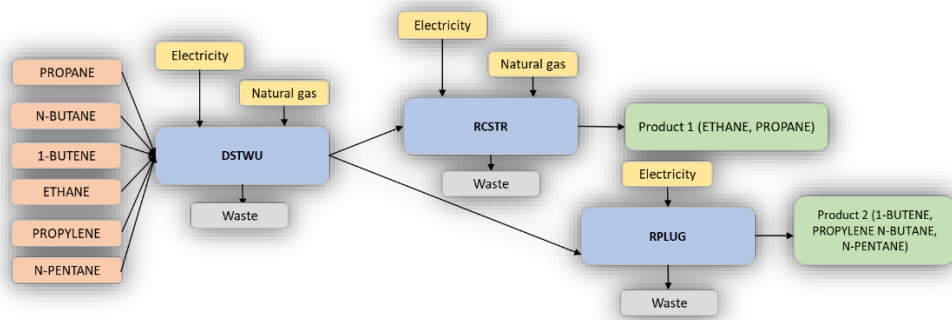 PROPANE
N-BUTANE
1-BUTENE
ETHANE
PROPYLENE
N-PENTANE
Electricity
Natural gas
DSTWU
Waste
Electricity
Natural gas
RCSTR
Waste
Product 1 (ETHANE, PROPANE)
Electricity
RPLUG
Waste
Product 2 (1-BUTENE,
PROPYLENE N-BUTANE,
N-PENTANE)